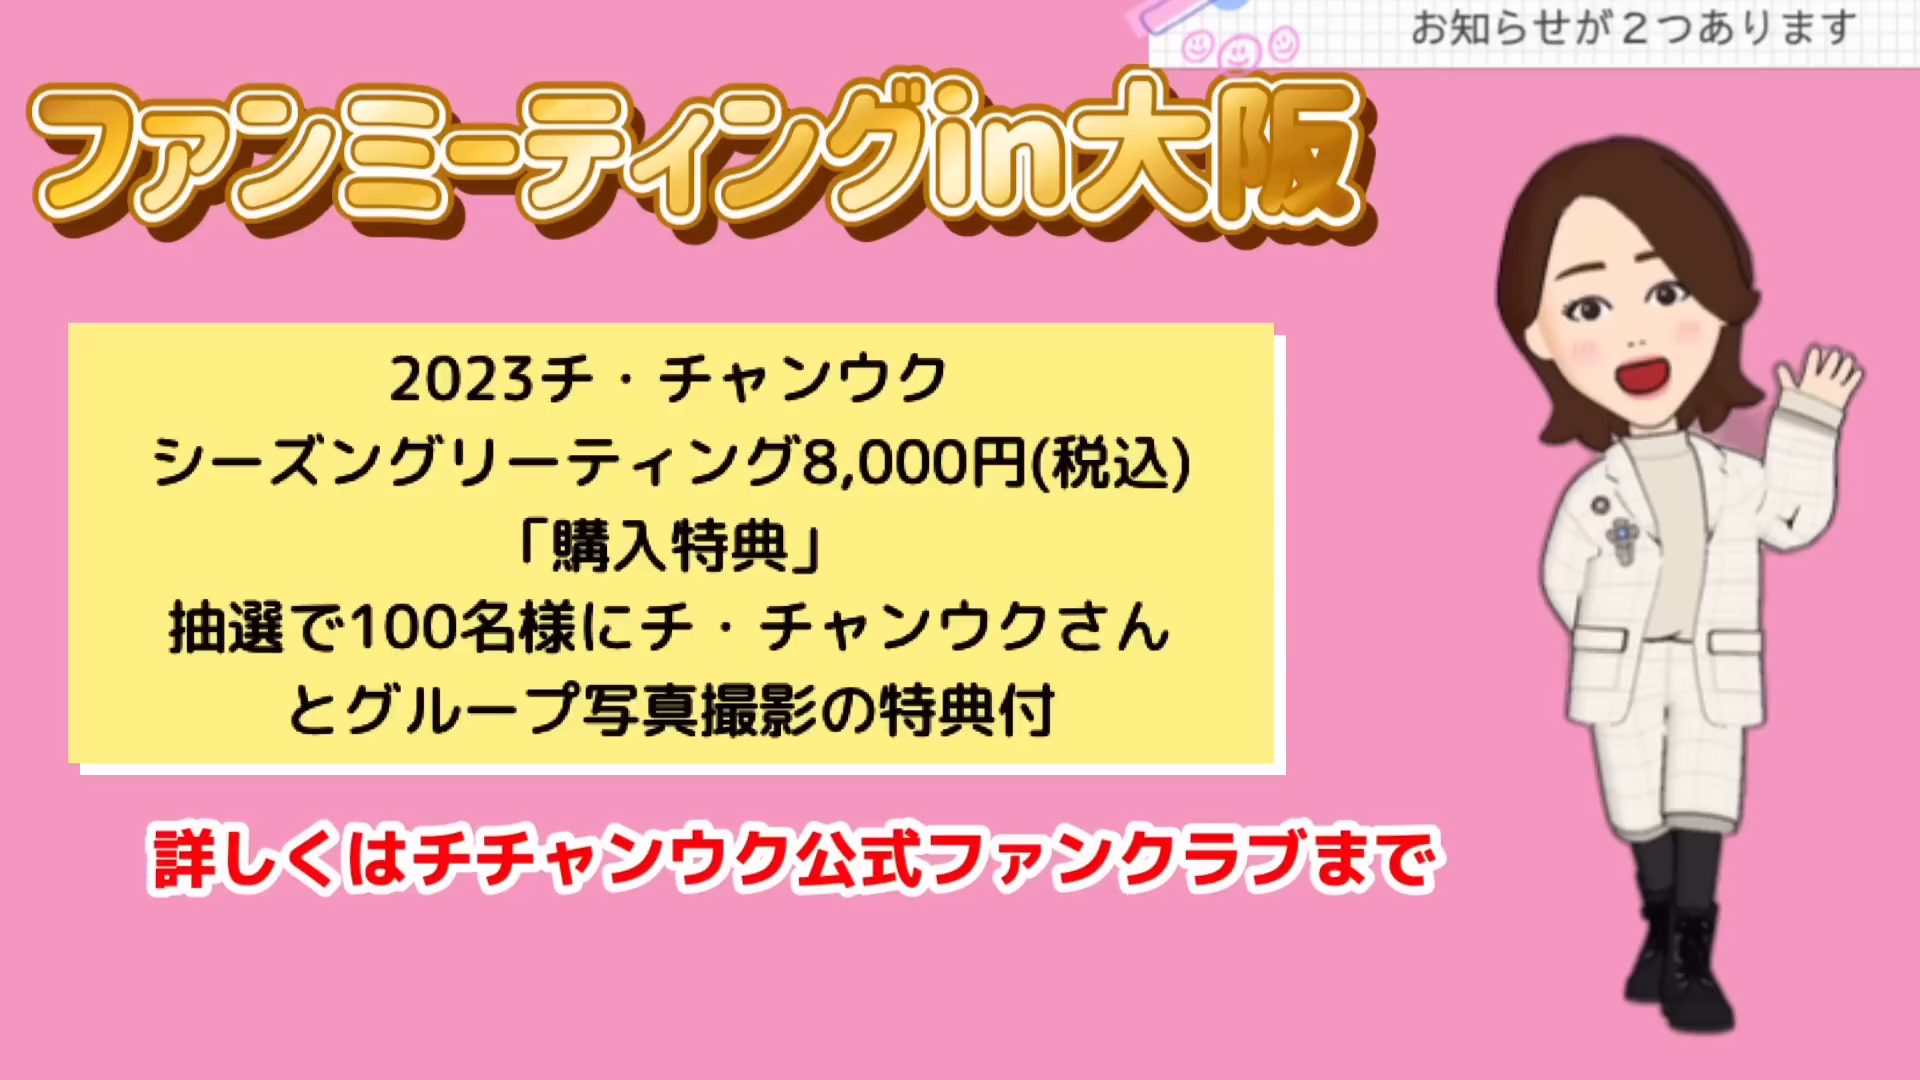 お知らせが２つあります
ファンミーティングin大阪
2023チ・チャンウク
シーズングリーティング8,000円(税込)
「購入特典」
抽選で100名様にチ・チャンウクさん
とグループ写真撮影の特典付
詳しくはチチャンウク公式ファンクラブまで